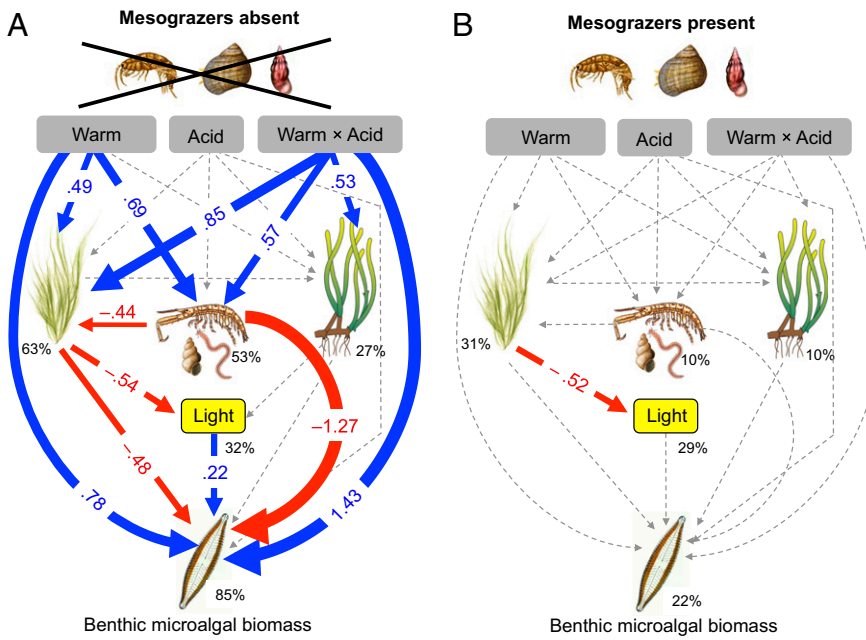 A
Mesograzers absent
Warm
Acid
Warm × Acid
.49
.69
.85
.57
.53
–.44
63%
53%
27%
–.54
Light
32%
–1.27
–.48
.22
.78
1.43
85%
Benthic microalgal biomass
B
Mesograzers present
Warm
Acid
Warm × Acid
31%
10%
10%
–.52
Light
29%
22%
Benthic microalgal biomass